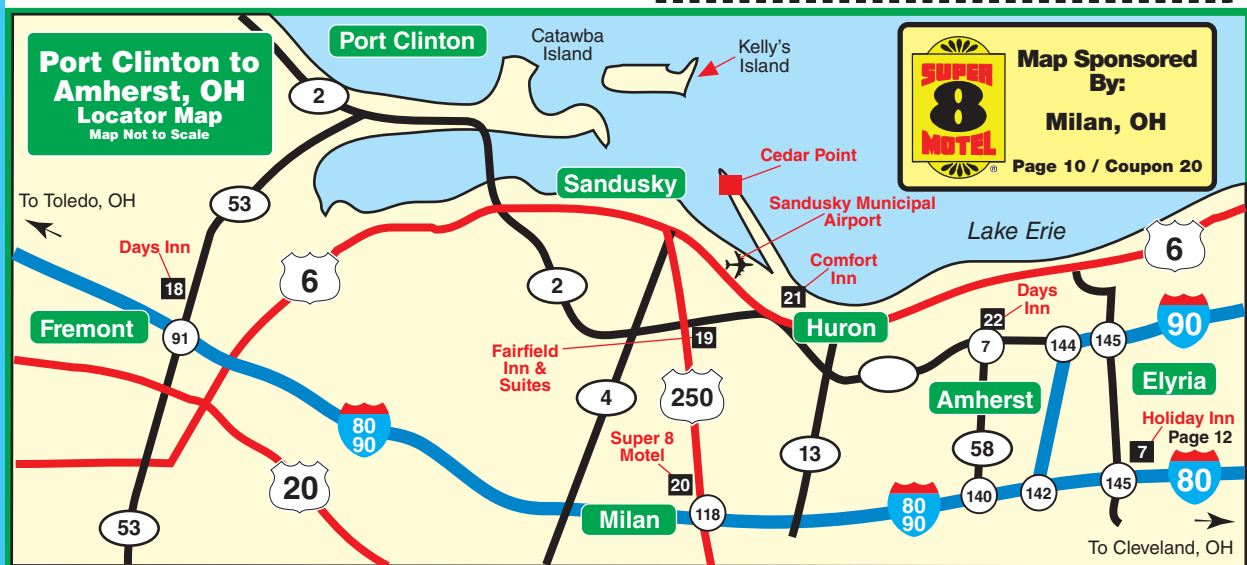 Port Clinton to
Amherst, OH
Locator Map
Map Not to Scale
2
Port Clinton
Catawba
Island
Kelly's
Island
SUPER
8
MOTEL
®
Map Sponsored
By:
Milan, OH
Page 10 / Coupon 20
To Toledo, OH
53
Sandusky
Cedar Point
Sandusky Municipal
Airport
Lake Erie
6
Days Inn
18
6
2
Comfort
Inn
21
Days
Inn
22
90
Fremont
91
Fairfield
Inn &
Suites
19
Huron
7
144
145
Elyria
80
90
4
250
Amherst
Holiday Inn
Page 12
7
Super 8
Motel
20
13
58
20
53
Milan
118
80
90
140
142
145
80
To Cleveland, OH